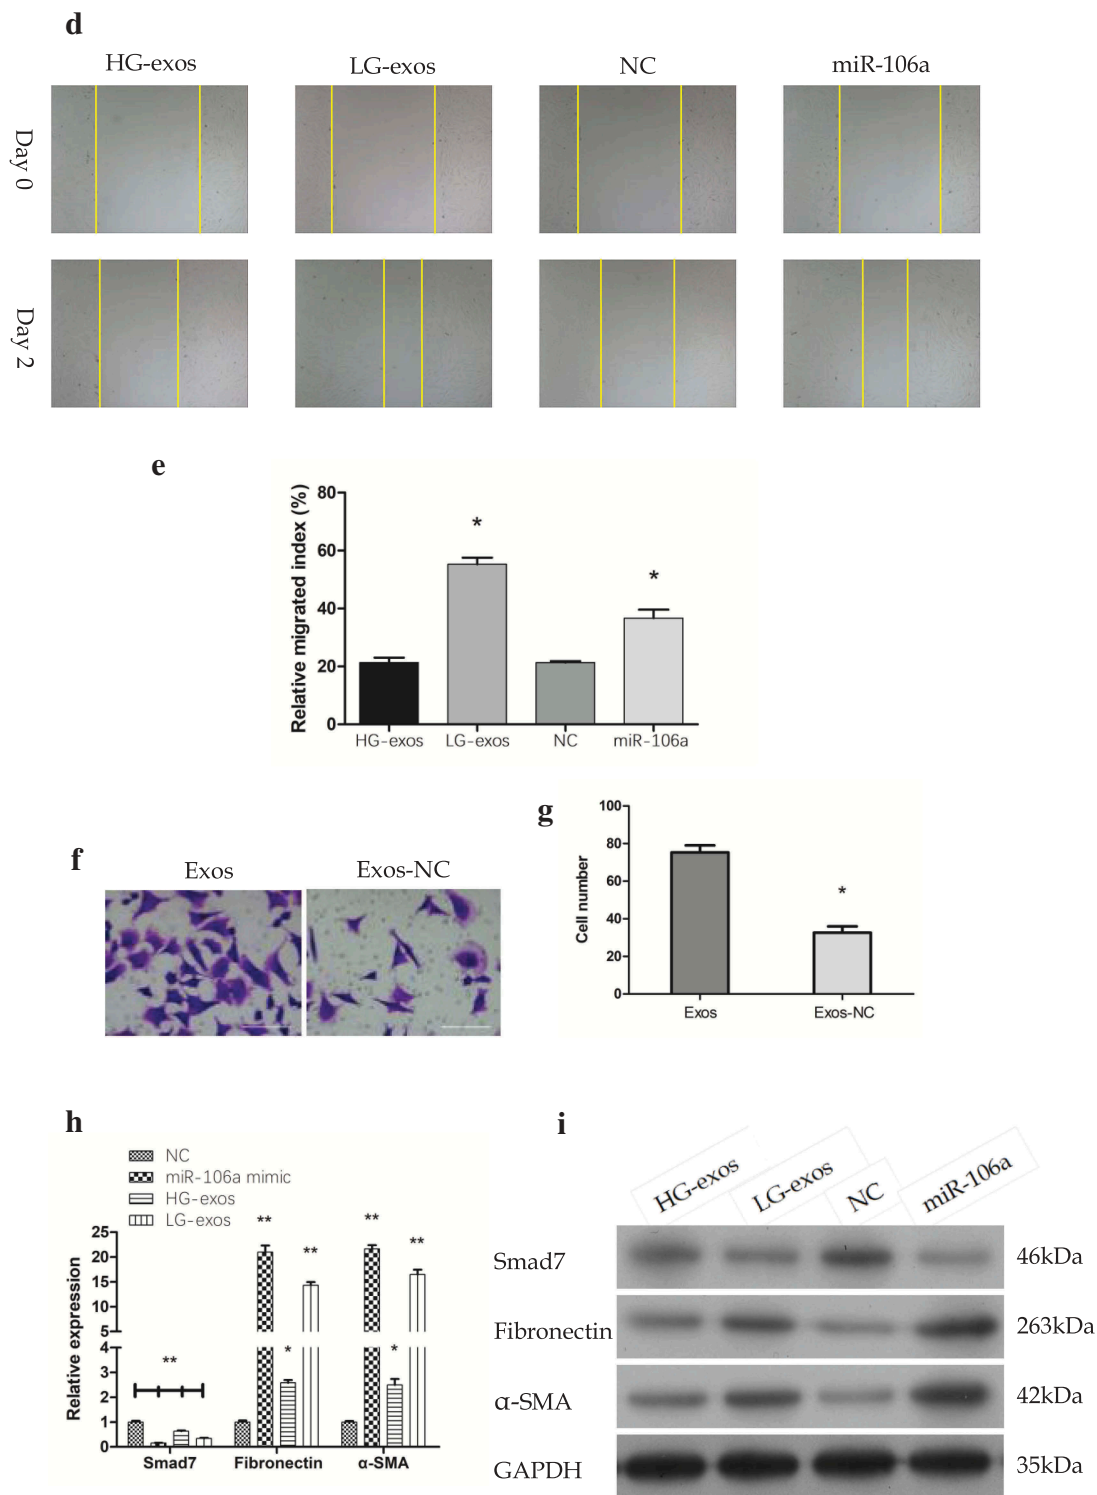 d
HG-exos LG-exos NC miR-106a
Day 0
Day 2
e
Relative migrated index (%)
80
60
40
20
0
*
*
HG-exos LG-exos NC miR-106a
f
Exos Exos-NC
g
Cell number
100
80
60
40
20
0
*
Exos Exos-NC
h
NC
miR-106a mimic
HG-exos
LG-exos
Relative expression
25
20
15
10
5
4
3
2
1
0
**
** * **
** * **
Smad7 Fibronectin α-SMA
i
HG-exos LG-exos NC miR-106a
Smad7 46kDa
Fibronectin 263kDa
α-SMA 42kDa
GAPDH 35kDa